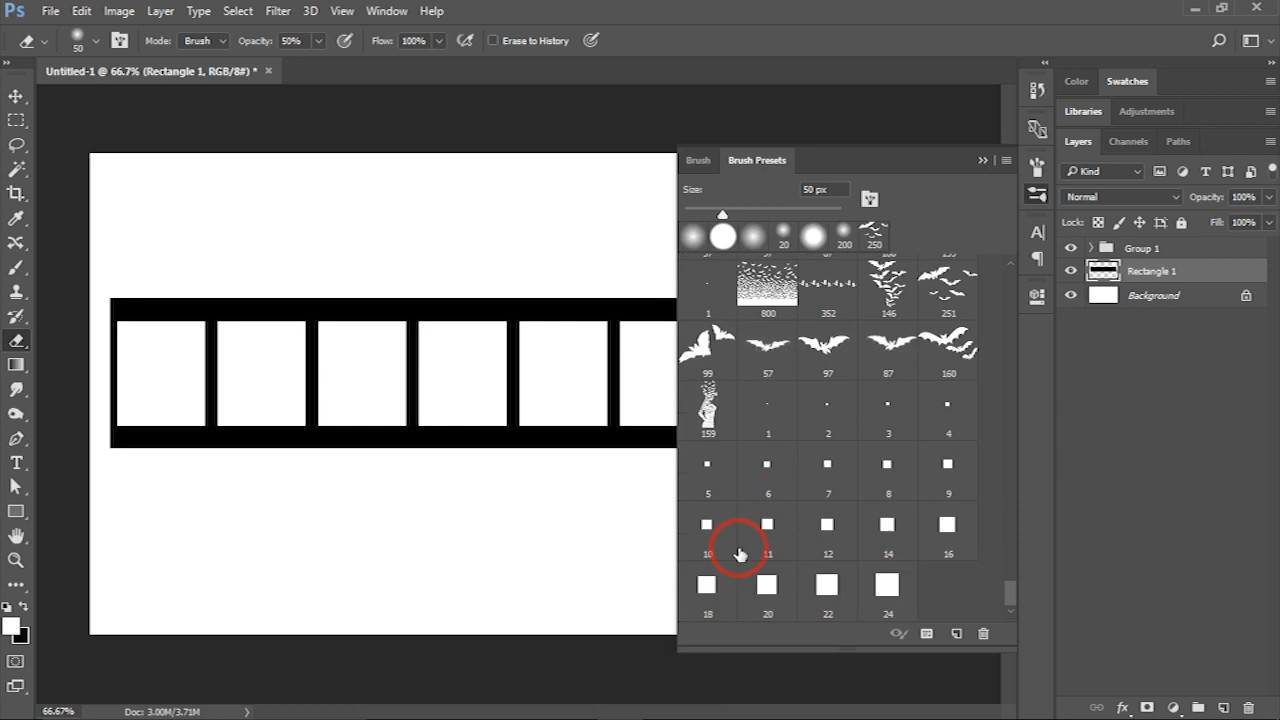 Ps File Edit Image Layer Type Select Filter 3D View Window Help
50 Mode: Brush Opacity: 50% Flow: 100% Erase to History
Untitled-1 @ 66.7% (Rectangle 1, RGB/8#) * ×
Color Swatches
Libraries Adjustments
Layers Channels Paths
Kind
Normal Opacity: 100%
Lock: Fill: 100%
Group 1
Rectangle 1
Background
Brush Brush Presets
Size: 50 px
20 200 250
1 800 352 146 251
99 57 97 87 160
159 1 2 3 4
5 6 7 8 9
10 11 12 14 16
18 20 22 24
66.67% Doc: 3.00M/3.71M